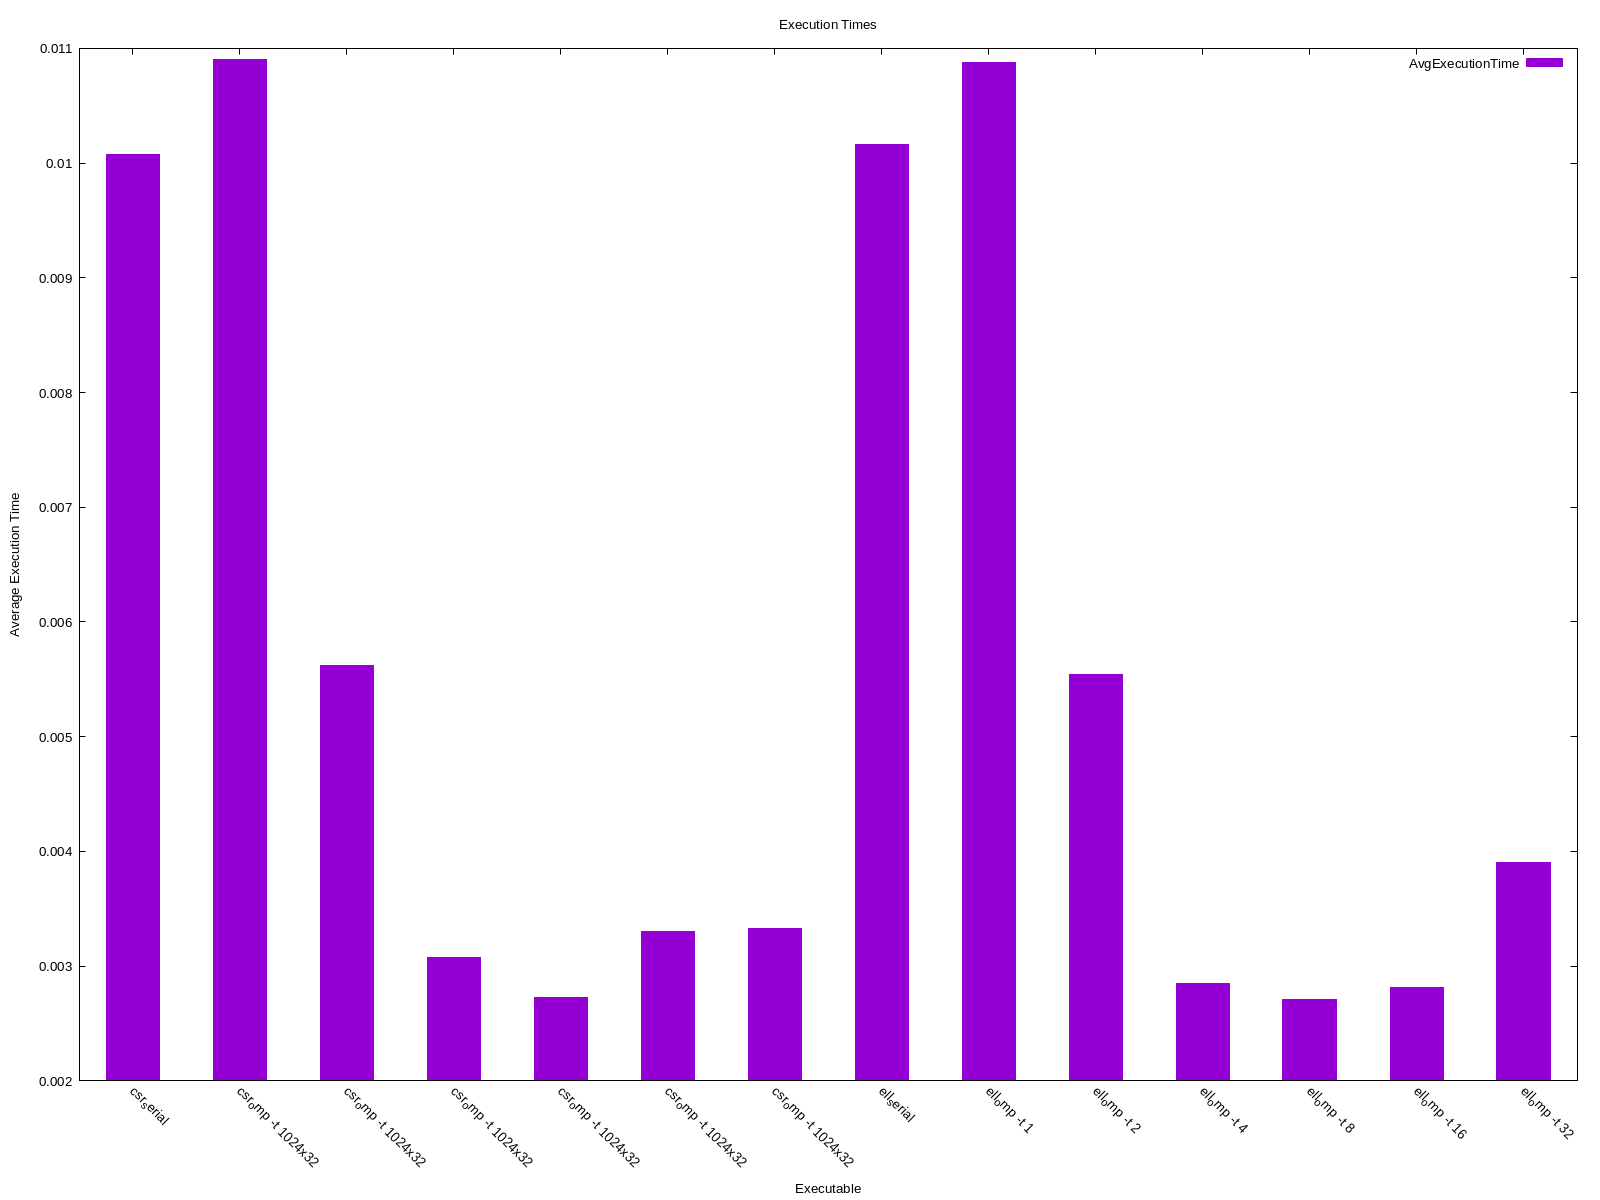 Execution Times
AvgExecutionTime
0.011
0.01
0.009
0.008
0.007
0.006
0.005
0.004
0.003
0.002
Average Execution Time
csrserial
csromp -t 1024x32
csromp -t 1024x32
csromp -t 1024x32
csromp -t 1024x32
csromp -t 1024x32
csromp -t 1024x32
ellserial
ellomp -t 1
ellomp -t 2
ellomp -t 4
ellomp -t 8
ellomp -t 16
ellomp -t 32
Executable